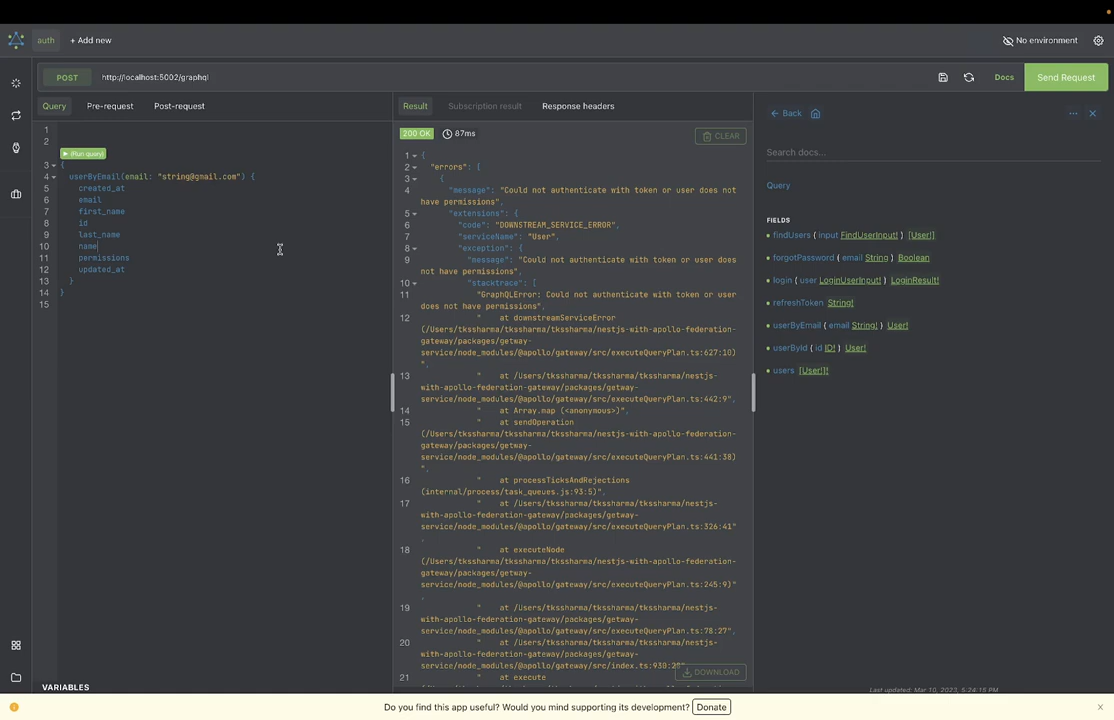 auth
+ Add new
No environment
POST
http://localhost:5002/graphql
Docs
Send Request
Query
Pre-request
Post-request
1
2
▶ (Run query)
3 {
4 userByEmail(email: "string@gmail.com") {
5 created_at
6 email
7 first_name
8 id
9 last_name
10 name
11 permissions
12 updated_at
13 }
14 }
15
VARIABLES
Result
Subscription result
Response headers
200 OK
87ms
CLEAR
1 {
2 "errors": [
3 {
4 "message": "Could not authenticate with token or user does not
have permissions",
5 "extensions": {
6 "code": "DOWNSTREAM_SERVICE_ERROR",
7 "serviceName": "User",
8 "exception": {
9 "message": "Could not authenticate with token or user does
not have permissions",
10 "stacktrace": [
11 "GraphQLError: Could not authenticate with token or user
does not have permissions",
12 " at downstreamServiceError
(/Users/tkssharma/tkssharma/tkssharma/nestjs-
with-apollo-federation-
gateway/packages/getway-
service/node_modules/@apollo/gateway/src/executeQueryPlan.ts:627:10)
",
13 " at /Users/tkssharma/tkssharma/tkssharma/nestjs-
with-apollo-federation-gateway/packages/getway-
service/node_modules/@apollo/gateway/src/executeQueryPlan.ts:442:9",
14 " at Array.map (<anonymous>)",
15 " at sendOperation
(/Users/tkssharma/tkssharma/tkssharma/nestjs-
with-apollo-federation-
gateway/packages/getway-
service/node_modules/@apollo/gateway/src/executeQueryPlan.ts:441:38)
",
16 " at processTicksAndRejections
(internal/process/task_queues.js:93:5)",
17 " at /Users/tkssharma/tkssharma/tkssharma/nestjs-
with-apollo-federation-gateway/packages/getway-
service/node_modules/@apollo/gateway/src/executeQueryPlan.ts:326:41"
,
18 " at executeNode
(/Users/tkssharma/tkssharma/tkssharma/nestjs-with-apollo-federation-
gateway/packages/getway-
service/node_modules/@apollo/gateway/src/executeQueryPlan.ts:245:9)"
,
19 " at /Users/tkssharma/tkssharma/tkssharma/nestjs-
with-apollo-federation-gateway/packages/getway-
service/node_modules/@apollo/gateway/src/executeQueryPlan.ts:78:27",
20 " at /Users/tkssharma/tkssharma/tkssharma/nestjs-
with-apollo-federation-gateway/packages/getway-
service/node_modules/@apollo/gateway/src/index.ts:930:2
21 " at execute
DOWNLOAD
Back
Search docs...
Query
FIELDS
findUsers ( input FindUserInput! ) [User!]
forgotPassword ( email String ) Boolean
login ( user LoginUserInput! ) LoginResult!
refreshToken String!
userByEmail ( email String! ) User!
userById ( id ID! ) User!
users [User!]!
Last updated: Mar 10, 2023, 5:24:15 PM
Do you find this app useful? Would you mind supporting its development? Donate